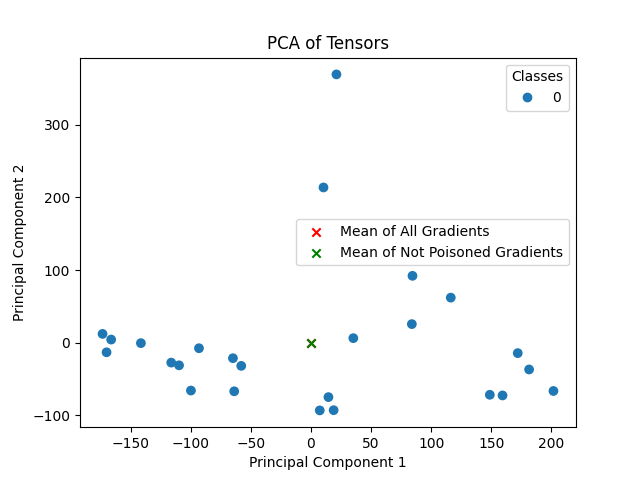 PCA of Tensors
Classes
0
Mean of All Gradients
Mean of Not Poisoned Gradients
Principal Component 2
300
200
100
0
−100
−150
−100
−50
0
50
100
150
200
Principal Component 1